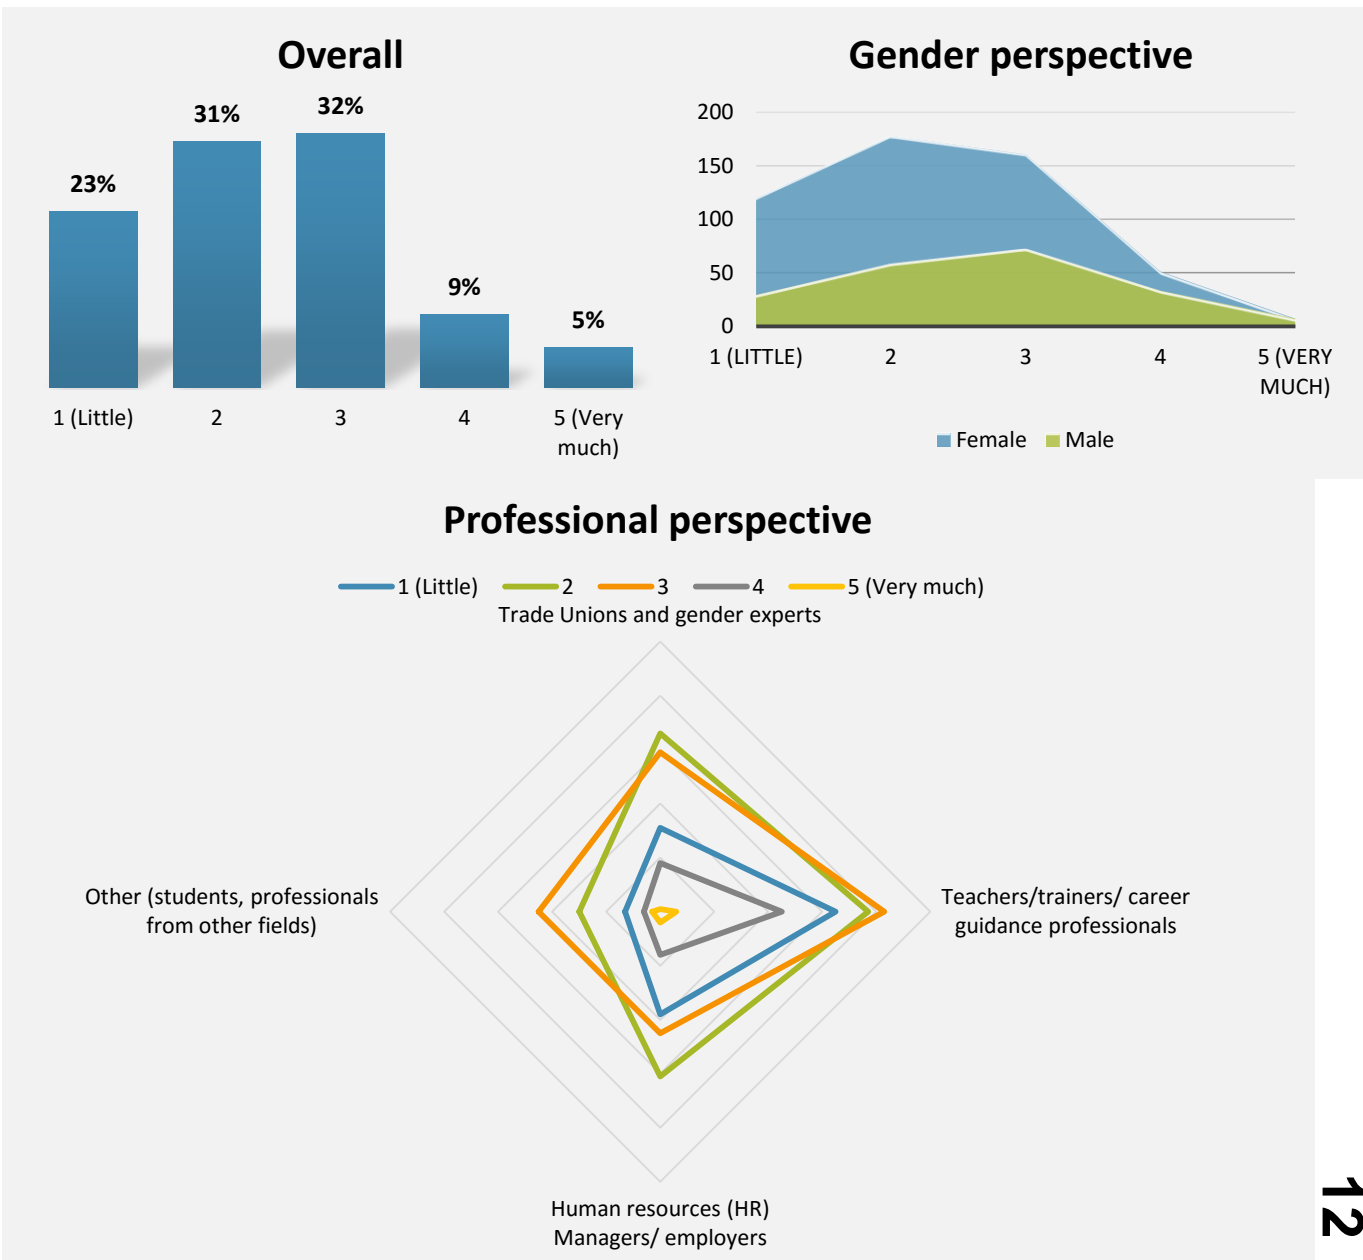 Overall
23%
31%
32%
9%
5%
1 (Little)
2
3
4
5 (Very
much)
Gender perspective
200
150
100
50
0
1 (LITTLE)
2
3
4
5 (VERY
MUCH)
Female
Male
Professional perspective
1 (Little)
2
3
4
5 (Very much)
Trade Unions and gender experts
Teachers/trainers/ career
guidance professionals
Other (students, professionals
from other fields)
Human resources (HR)
Managers/ employers
12